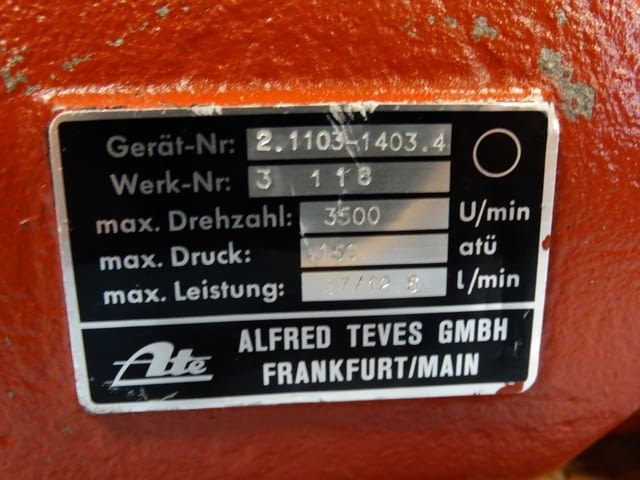 Gerät-Nr: 2.1103-1403.4
Werk-Nr: 3 118
max. Drehzahl: 3500 U/min
max. Druck: 150 atü
max. Leistung: l/min
Ate
ALFRED TEVES GMBH
FRANKFURT/MAIN